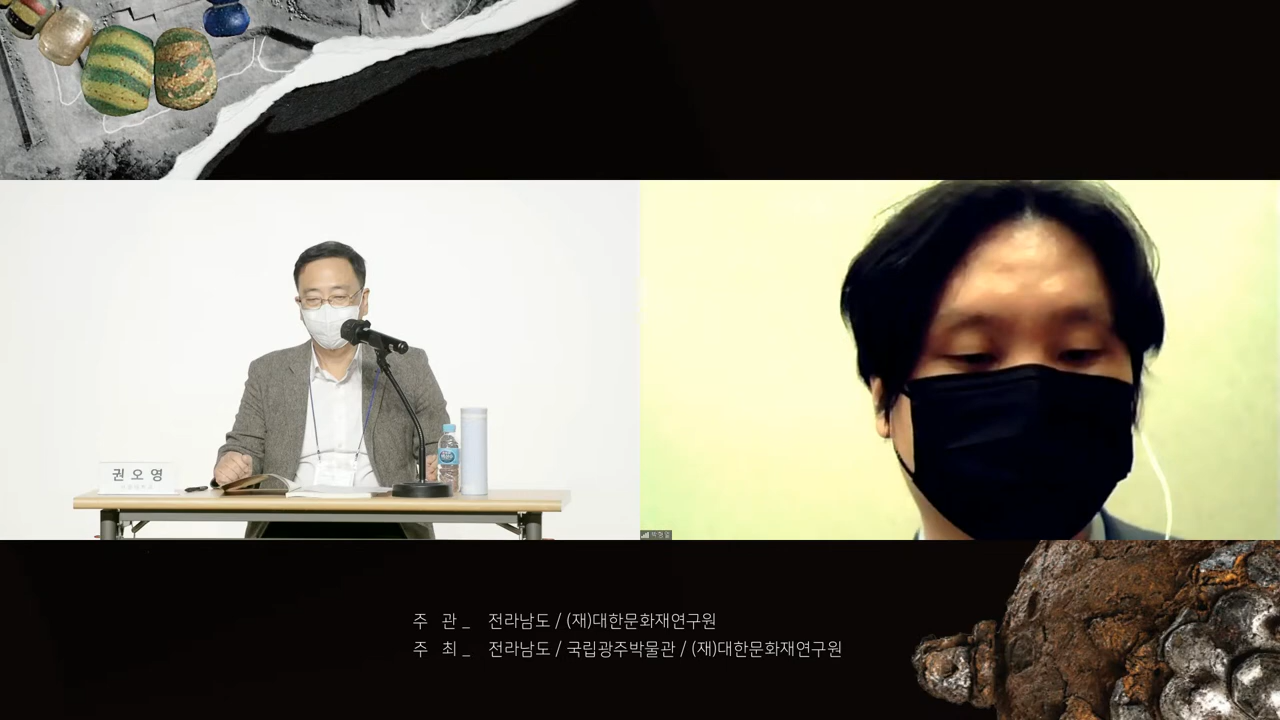 권오영
주 관 _ 전라남도 / (재)대한문화재연구원
주 최 _ 전라남도 / 국립광주박물관 / (재)대한문화재연구원